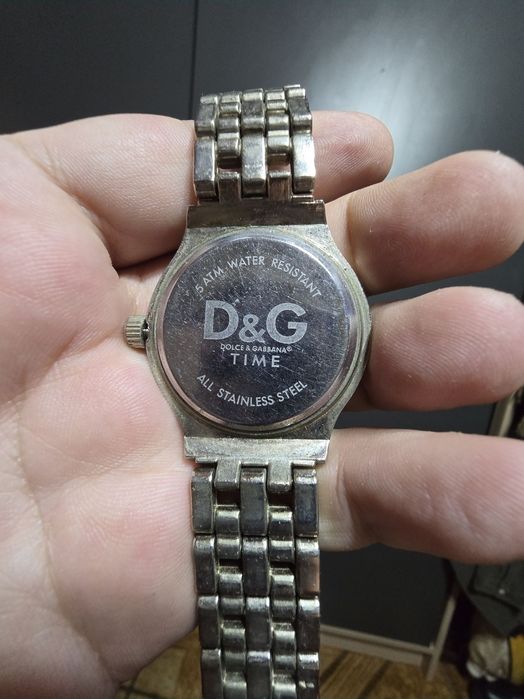 5 ATM WATER RESISTANT
D&G
DOLCE & GABBANA®
TIME
ALL STAINLESS STEEL